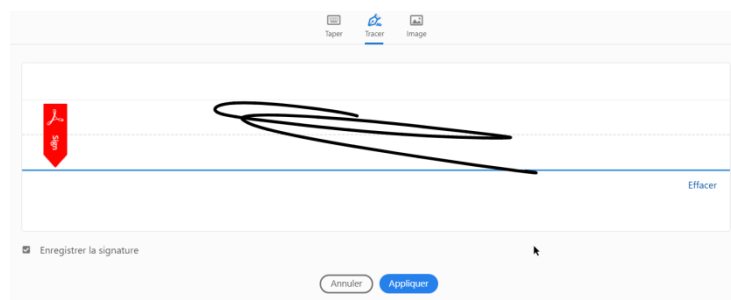 Taper Tracer Image
Sign
Effacer
Enregistrer la signature
Annuler Appliquer